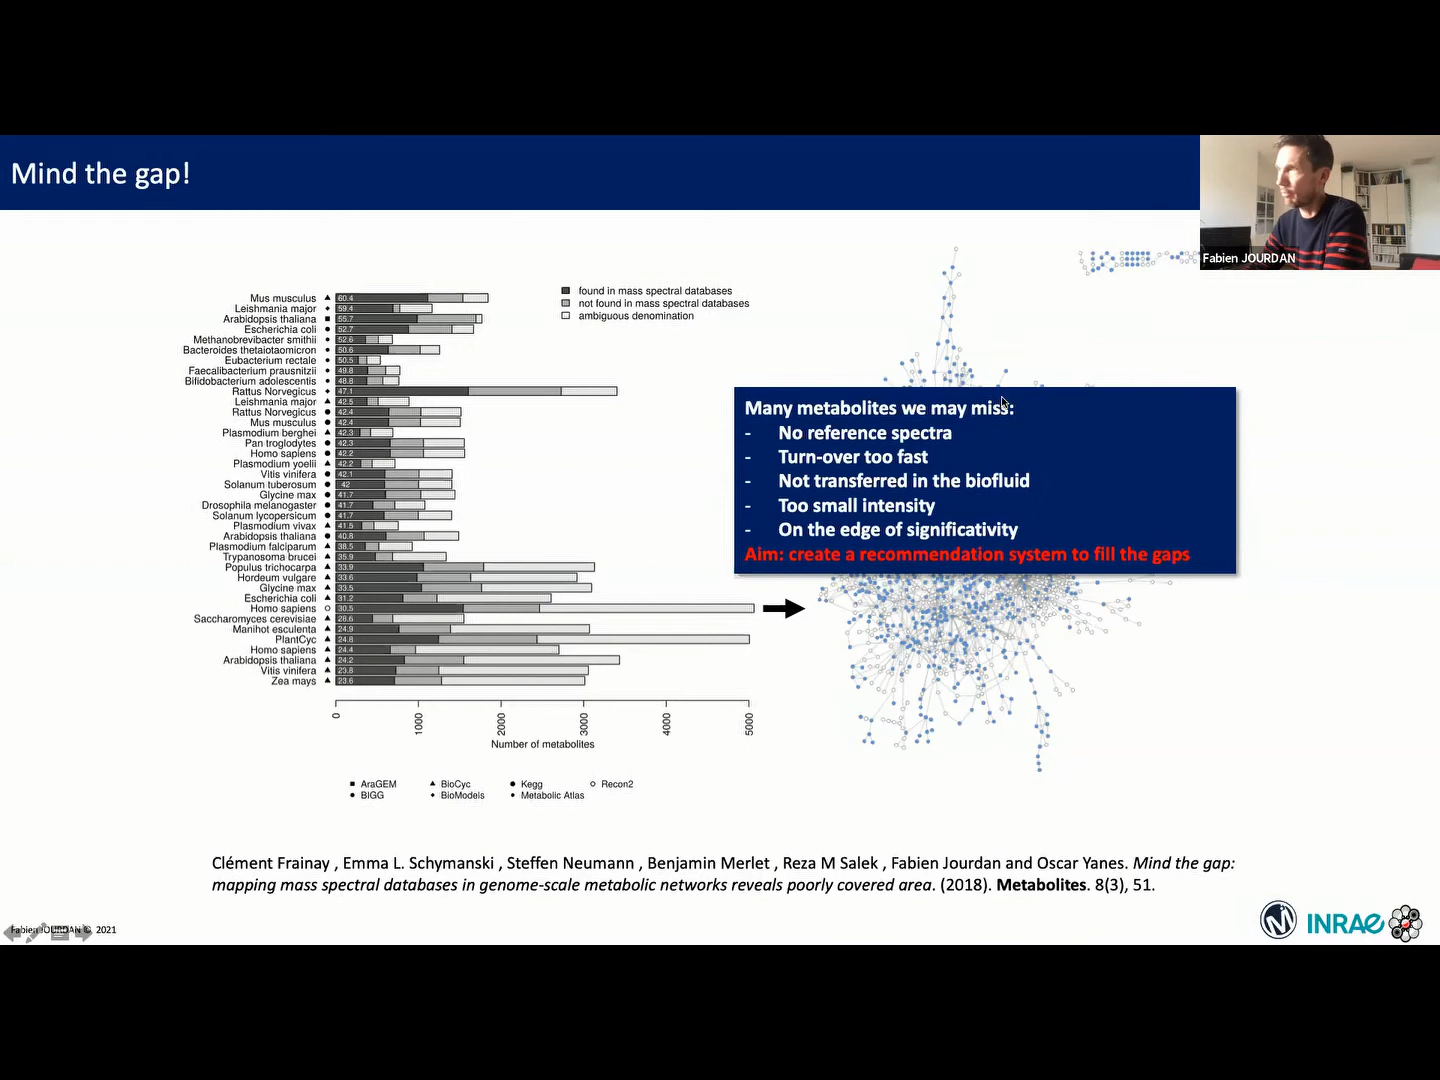 Mind the gap!
Fabien JOURDAN
found in mass spectral databases
not found in mass spectral databases
ambiguous denomination
Mus musculus 60.4
Leishmania major 59.4
Arabidopsis thaliana 55.7
Escherichia coli 52.7
Methanobrevibacter smithii 52.6
Bacteroides thetaiotaomicron 50.6
Eubacterium rectale 50.5
Faecalibacterium prausnitzii 49.8
Bifidobacterium adolescentis 48.8
Rattus Norvegicus 47.1
Leishmania major 42.5
Rattus Norvegicus 42.4
Mus musculus 42.4
Plasmodium berghei 42.3
Pan troglodytes 42.3
Homo sapiens 42.2
Plasmodium yoelii 42.2
Vitis vinifera 42.1
Solanum tuberosum 42
Glycine max 41.7
Drosophila melanogaster 41.7
Solanum lycopersicum 41.7
Plasmodium vivax 41.5
Arabidopsis thaliana 40.8
Plasmodium falciparum 38.5
Trypanosoma brucei 35.9
Populus trichocarpa 33.9
Hordeum vulgare 33.6
Glycine max 33.5
Escherichia coli 31.2
Homo sapiens 30.5
Saccharomyces cerevisiae 28.6
Manihot esculenta 24.9
PlantCyc 24.8
Homo sapiens 24.4
Arabidopsis thaliana 24.2
Vitis vinifera 23.8
Zea mays 23.6
0 1000 2000 3000 4000 5000
Number of metabolites
AraGEM BioCyc Kegg Recon2
BIGG BioModels Metabolic Atlas
Many metabolites we may miss:
- No reference spectra
- Turn-over too fast
- Not transferred in the biofluid
- Too small intensity
- On the edge of significativity
Aim: create a recommendation system to fill the gaps
Clément Frainay , Emma L. Schymanski , Steffen Neumann , Benjamin Merlet , Reza M Salek , Fabien Jourdan and Oscar Yanes. Mind the gap:
mapping mass spectral databases in genome-scale metabolic networks reveals poorly covered area. (2018). Metabolites. 8(3), 51.
Fabien JOURDAN © 2021
INRAE